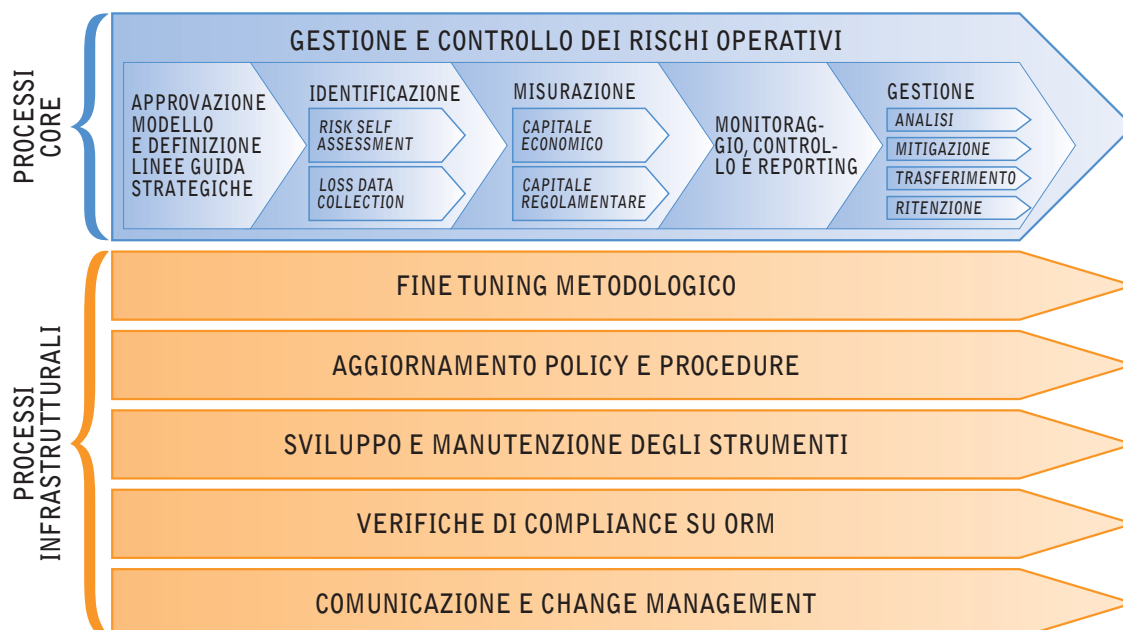 PROCESSI
CORE
GESTIONE E CONTROLLO DEI RISCHI OPERATIVI
APPROVAZIONE
MODELLO
E DEFINIZIONE
LINEE GUIDA
STRATEGICHE
IDENTIFICAZIONE
RISK SELF
ASSESSMENT
LOSS DATA
COLLECTION
MISURAZIONE
CAPITALE
ECONOMICO
CAPITALE
REGOLAMENTARE
MONITORAG-
GIO, CONTROL-
LO E REPORTING
GESTIONE
ANALISI
MITIGAZIONE
TRASFERIMENTO
RITENZIONE
PROCESSI
INFRASTRUTTURALI
FINE TUNING METODOLOGICO
AGGIORNAMENTO POLICY E PROCEDURE
SVILUPPO E MANUTENZIONE DEGLI STRUMENTI
VERIFICHE DI COMPLIANCE SU ORM
COMUNICAZIONE E CHANGE MANAGEMENT